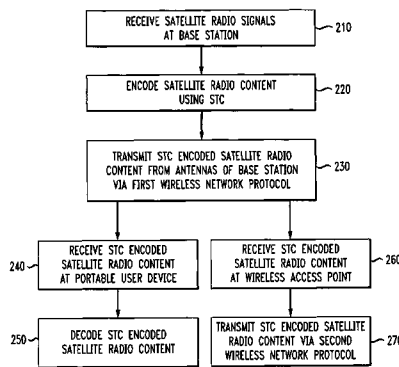 RECEIVE SATELLITE RADIO SIGNALS
AT BASE STATION
210
ENCODE SATELLITE RADIO CONTENT
USING STC
220
TRANSMIT STC ENCODED SATELLITE RADIO
CONTENT FROM ANTENNAS OF BASE STATION
VIA FIRST WIRELESS NETWORK PROTOCOL
230
240
RECEIVE STC ENCODED
SATELLITE RADIO CONTENT
AT PORTABLE USER DEVICE
RECEIVE STC ENCODED
SATELLITE RADIO CONTENT
AT WIRELESS ACCESS POINT
260
250
DECODE STC ENCODED
SATELLITE RADIO CONTENT
TRANSMIT STC ENCODED SATELLITE
RADIO CONTENT VIA SECOND
WIRELESS NETWORK PROTOCOL
270